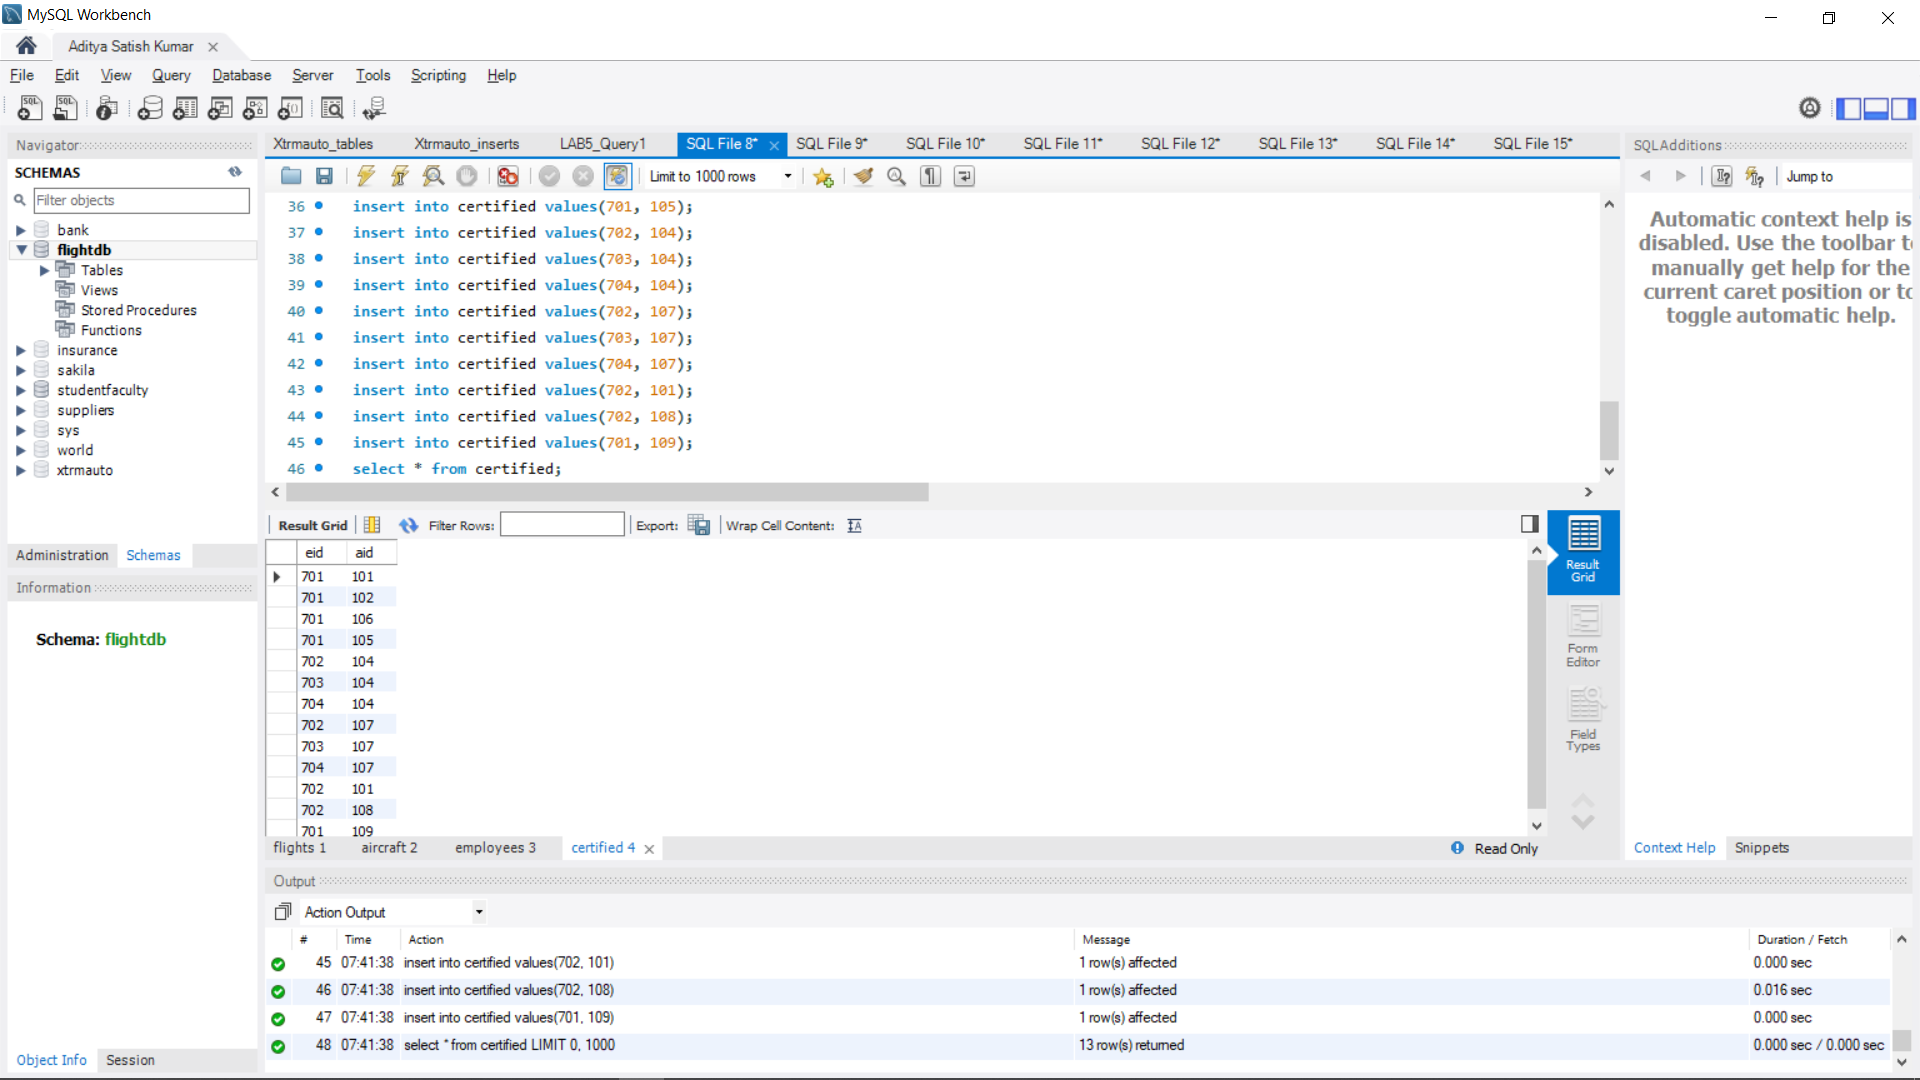 MySQL Workbench
Aditya Satish Kumar
File Edit View Query Database Server Tools Scripting Help
Navigator
SCHEMAS
Filter objects
bank
flightdb
Tables
Views
Stored Procedures
Functions
insurance
sakila
studentfaculty
suppliers
sys
world
xtrmauto
Administration Schemas
Information
Schema: flightdb
Object Info Session
Xtrmauto_tables Xtrmauto_inserts LAB5_Query1 SQL File 8* SQL File 9* SQL File 10* SQL File 11* SQL File 12* SQL File 13* SQL File 14* SQL File 15*
Limit to 1000 rows
36 insert into certified values(701, 105);
37 insert into certified values(702, 104);
38 insert into certified values(703, 104);
39 insert into certified values(704, 104);
40 insert into certified values(702, 107);
41 insert into certified values(703, 107);
42 insert into certified values(704, 107);
43 insert into certified values(702, 101);
44 insert into certified values(702, 108);
45 insert into certified values(701, 109);
46 select * from certified;
Result Grid Filter Rows: Export: Wrap Cell Content:
eid aid
701 101
701 102
701 106
701 105
702 104
703 104
704 104
702 107
703 107
704 107
702 101
702 108
701 109
Result
Grid
Form
Editor
Field
Types
flights 1 aircraft 2 employees 3 certified 4 Read Only
SQLAdditions
Jump to
Automatic context help is
disabled. Use the toolbar to
manually get help for the
current caret position or to
toggle automatic help.
Context Help Snippets
Output
Action Output
# Time Action Message Duration / Fetch
45 07:41:38 insert into certified values(702, 101) 1 row(s) affected 0.000 sec
46 07:41:38 insert into certified values(702, 108) 1 row(s) affected 0.016 sec
47 07:41:38 insert into certified values(701, 109) 1 row(s) affected 0.000 sec
48 07:41:38 select * from certified LIMIT 0, 1000 13 row(s) returned 0.000 sec / 0.000 sec